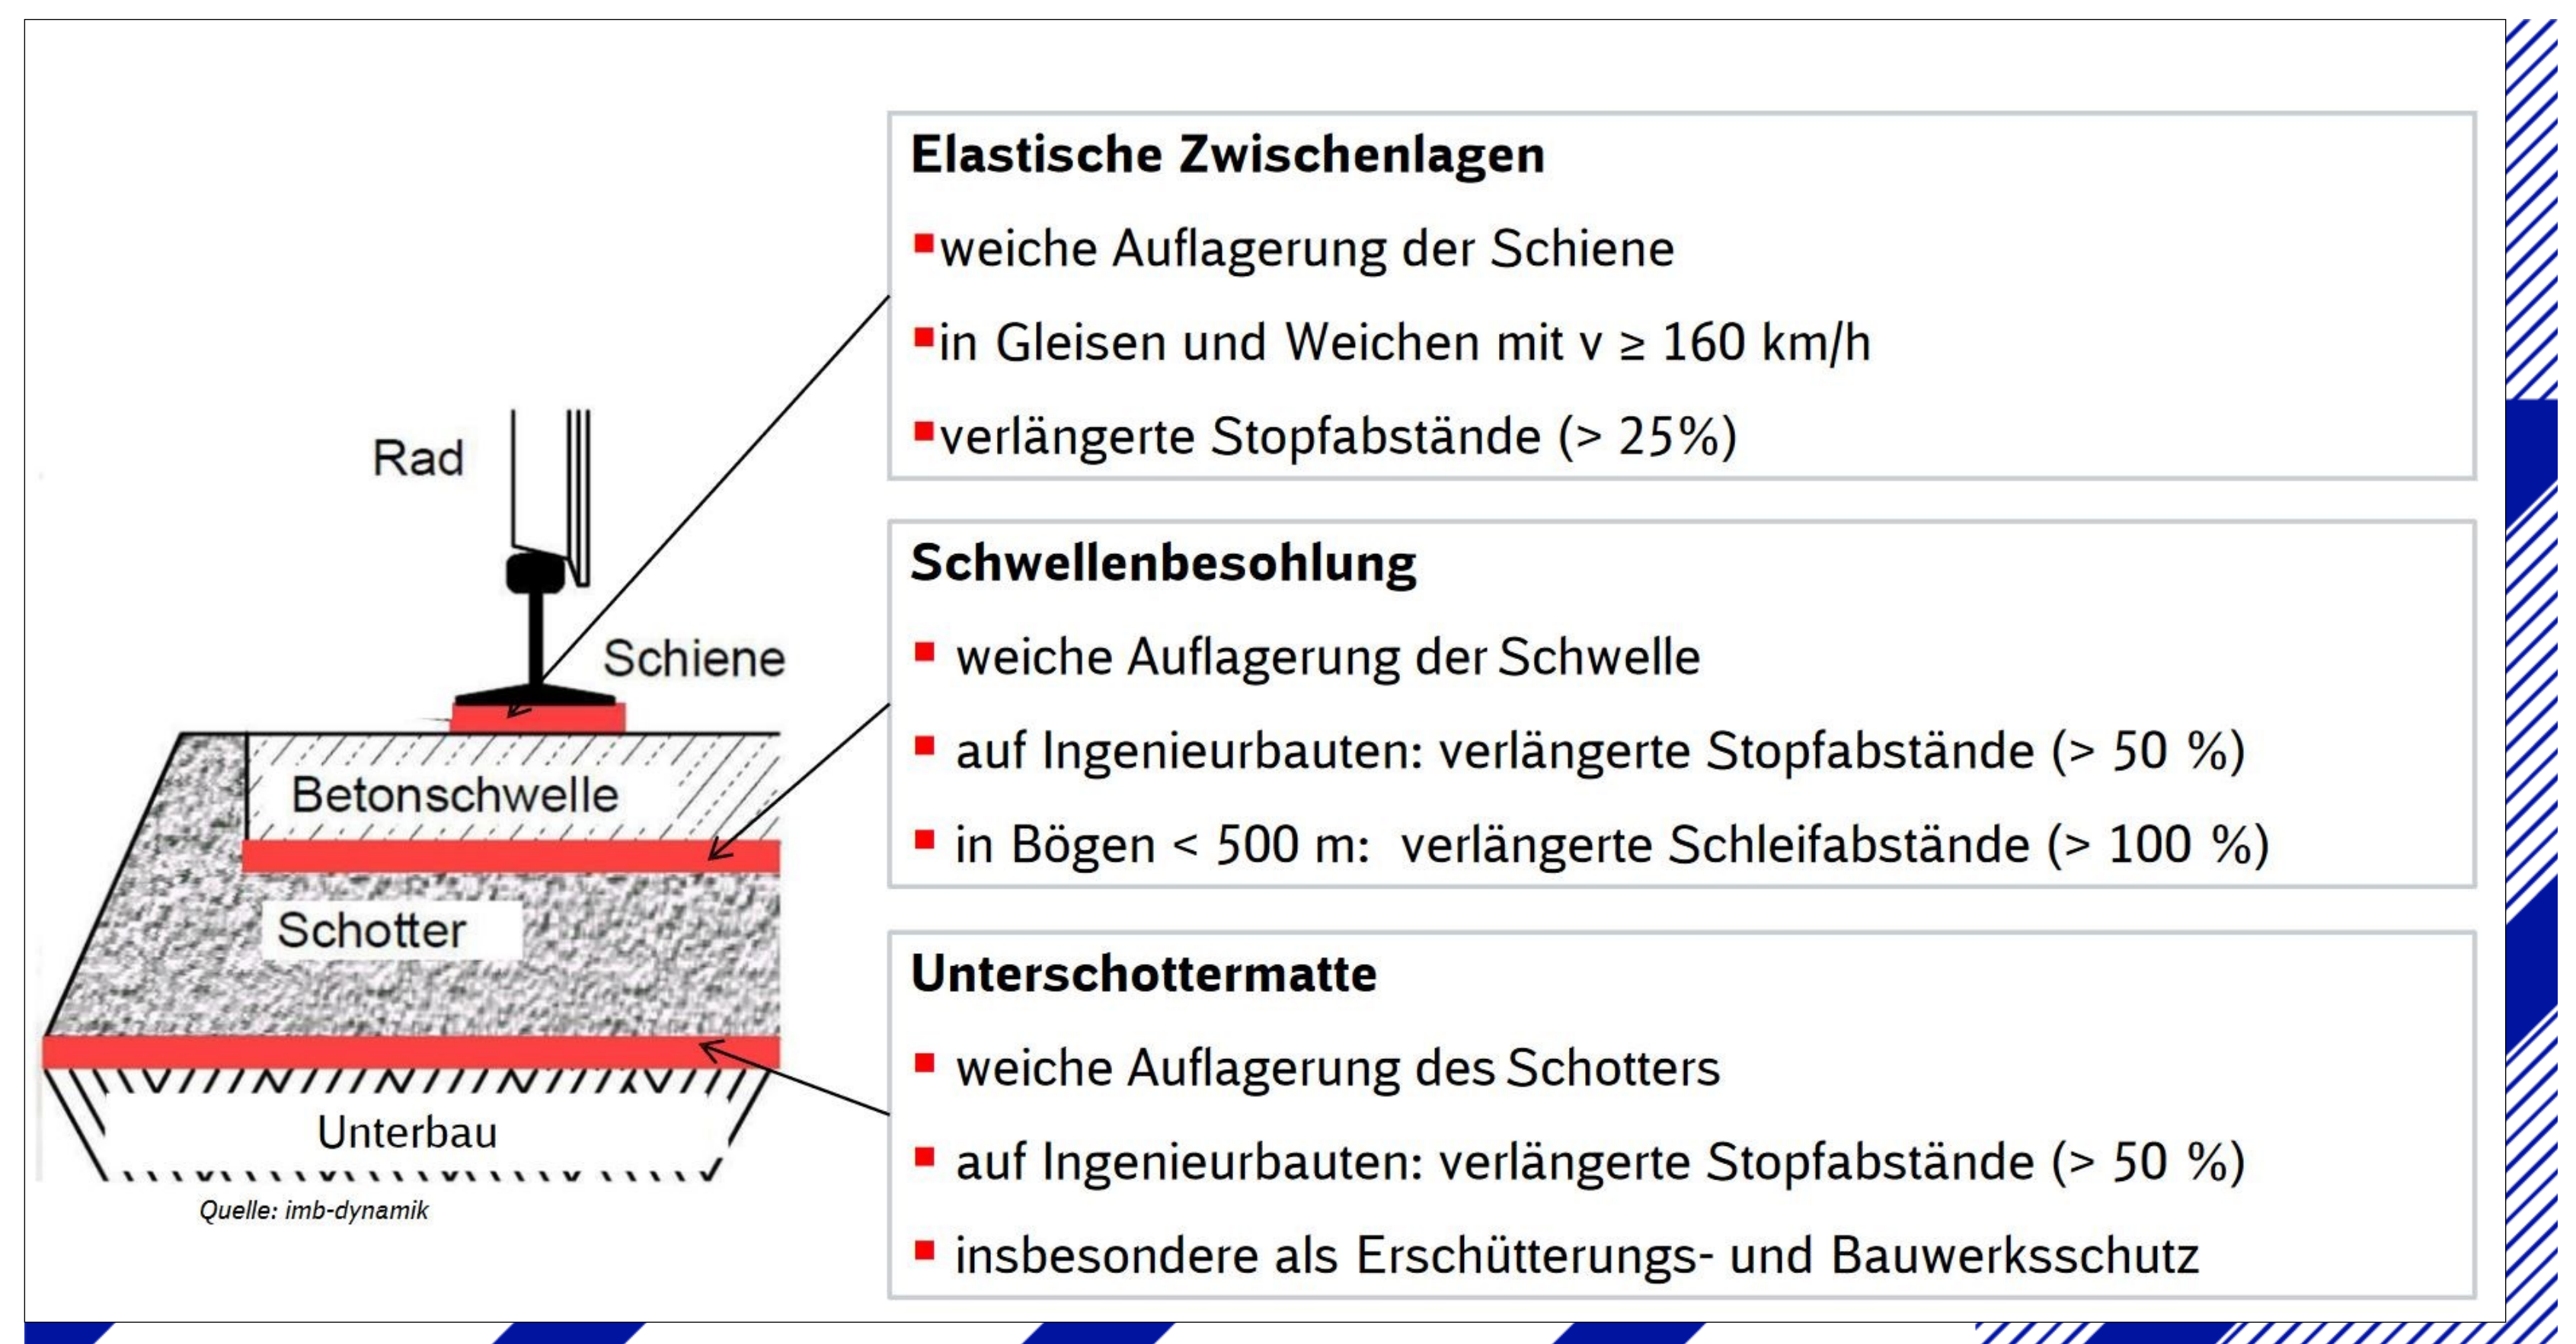 Rad
Schiene
Betonschwelle
Schotter
Unterbau
Quelle: imb-dynamik
Elastische Zwischenlagen
weiche Auflagerung der Schiene
in Gleisen und Weichen mit v ≥ 160 km/h
verlängerte Stopfabstände (> 25%)
Schwellenbesohlung
weiche Auflagerung der Schwelle
auf Ingenieurbauten: verlängerte Stopfabstände (> 50 %)
in Bögen < 500 m: verlängerte Schleifabstände (> 100 %)
Unterschottermatte
weiche Auflagerung des Schotters
auf Ingenieurbauten: verlängerte Stopfabstände (> 50 %)
insbesondere als Erschütterungs- und Bauwerksschutz